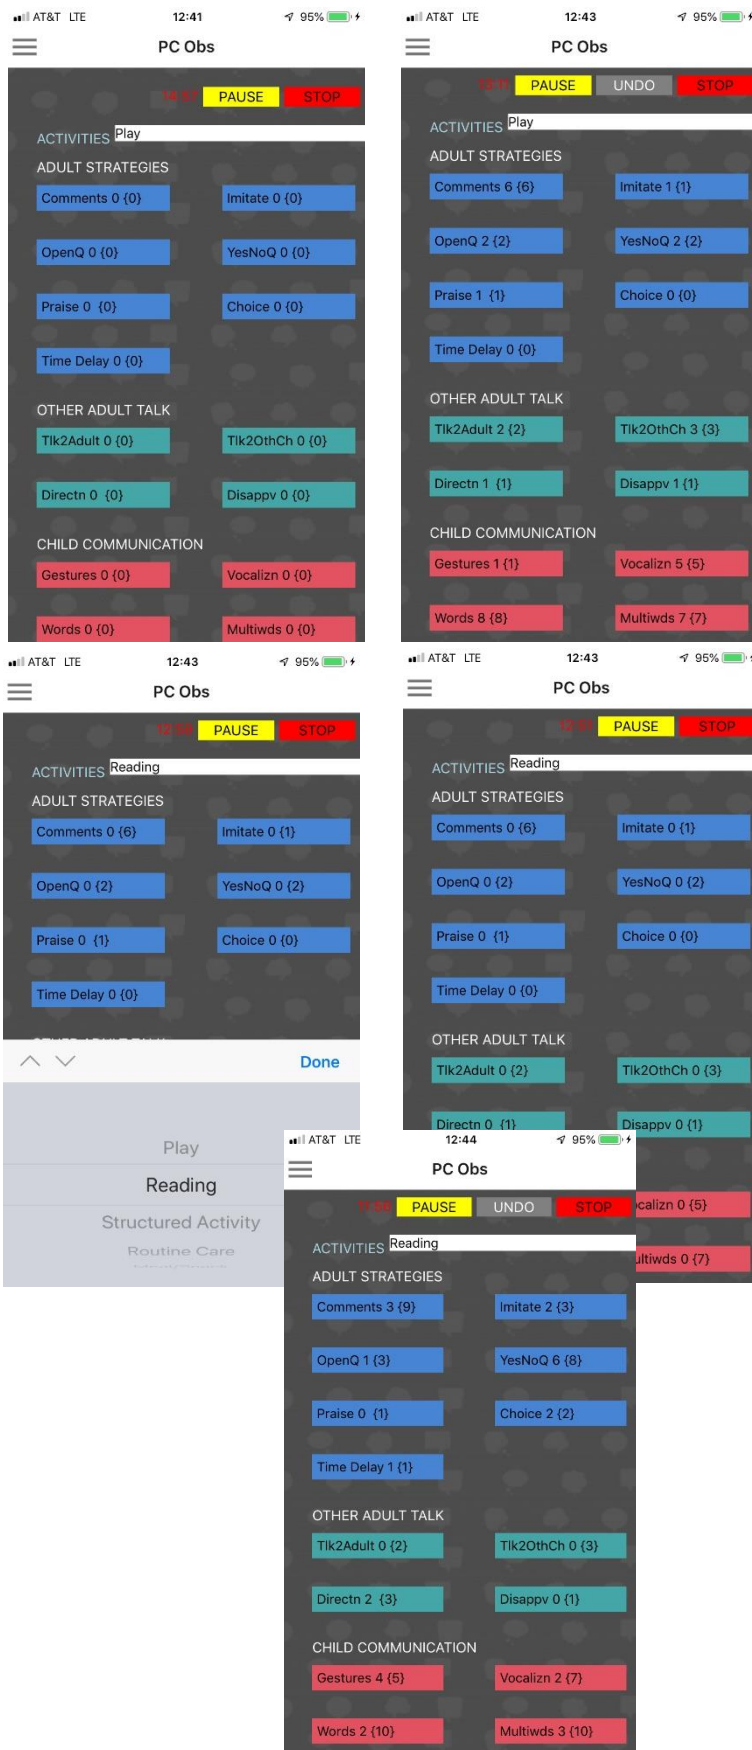 AT&T LTE 12:41 95%
PC Obs
PAUSE STOP
ACTIVITIES Play
ADULT STRATEGIES
Comments 0 {0} Imitate 0 {0}
OpenQ 0 {0} YesNoQ 0 {0}
Praise 0 {0} Choice 0 {0}
Time Delay 0 {0}
OTHER ADULT TALK
Tlk2Adult 0 {0} Tlk2OthCh 0 {0}
Directn 0 {0} Disappv 0 {0}
CHILD COMMUNICATION
Gestures 0 {0} Vocalizn 0 {0}
Words 0 {0} Multiwds 0 {0}
AT&T LTE 12:43 95%
PC Obs
PAUSE UNDO STOP
ACTIVITIES Play
ADULT STRATEGIES
Comments 6 {6} Imitate 1 {1}
OpenQ 2 {2} YesNoQ 2 {2}
Praise 1 {1} Choice 0 {0}
Time Delay 0 {0}
OTHER ADULT TALK
Tlk2Adult 2 {2} Tlk2OthCh 3 {3}
Directn 1 {1} Disappv 1 {1}
CHILD COMMUNICATION
Gestures 1 {1} Vocalizn 5 {5}
Words 8 {8} Multiwds 7 {7}
AT&T LTE 12:43 95%
PC Obs
PAUSE STOP
ACTIVITIES Reading
ADULT STRATEGIES
Comments 0 {6} Imitate 0 {1}
OpenQ 0 {2} YesNoQ 0 {2}
Praise 0 {1} Choice 0 {0}
Time Delay 0 {0}
Done
Play
Reading
Structured Activity
Routine Care
AT&T LTE 12:43 95%
PC Obs
PAUSE STOP
ACTIVITIES Reading
ADULT STRATEGIES
Comments 0 {6} Imitate 0 {1}
OpenQ 0 {2} YesNoQ 0 {2}
Praise 0 {1} Choice 0 {0}
Time Delay 0 {0}
OTHER ADULT TALK
Tlk2Adult 0 {2} Tlk2OthCh 0 {3}
Directn 0 {1} Disappv 0 {1}
ocalizn 0 {5}
ultiwds 0 {7}
AT&T LTE 12:44 95%
PC Obs
PAUSE UNDO STOP
ACTIVITIES Reading
ADULT STRATEGIES
Comments 3 {9} Imitate 2 {3}
OpenQ 1 {3} YesNoQ 6 {8}
Praise 0 {1} Choice 2 {2}
Time Delay 1 {1}
OTHER ADULT TALK
Tlk2Adult 0 {2} Tlk2OthCh 0 {3}
Directn 2 {3} Disappv 0 {1}
CHILD COMMUNICATION
Gestures 4 {5} Vocalizn 2 {7}
Words 2 {10} Multiwds 3 {10}